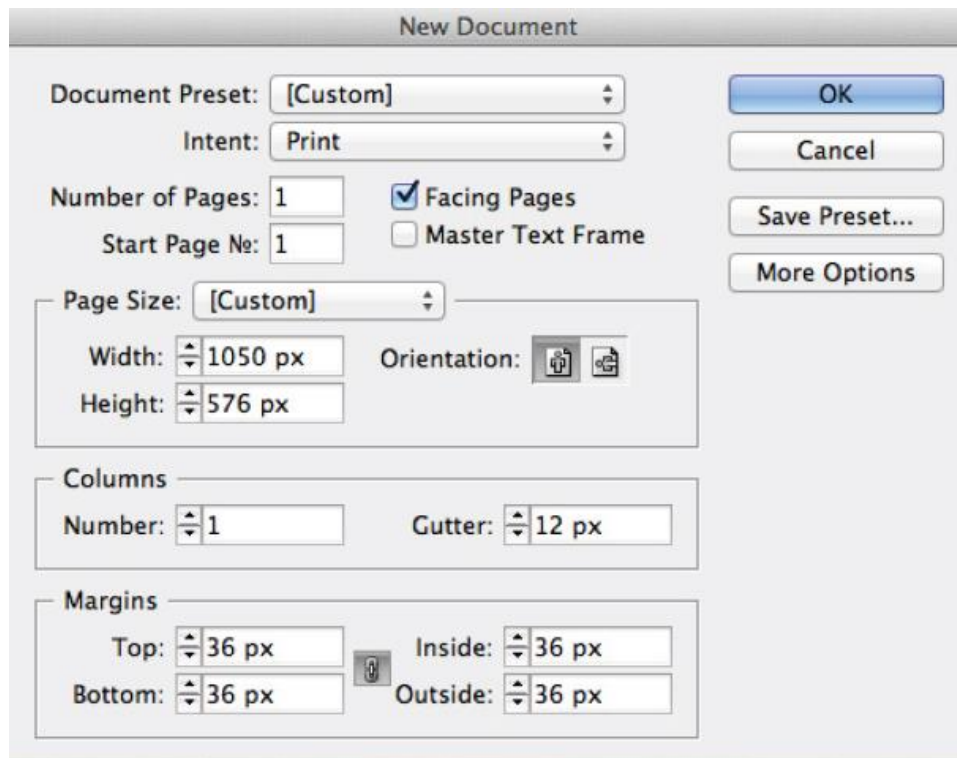 New Document
Document Preset: [Custom]
OK
Intent: Print
Cancel
Number of Pages: 1
Facing Pages
Save Preset...
Start Page №: 1
Master Text Frame
More Options
Page Size: [Custom]
Width: 1050 px
Orientation:
Height: 576 px
Columns
Number: 1
Gutter: 12 px
Margins
Top: 36 px
Inside: 36 px
Bottom: 36 px
Outside: 36 px